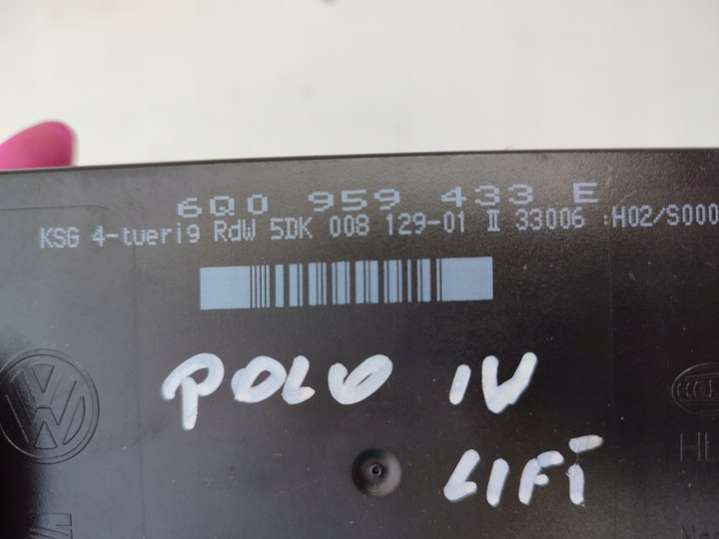 6Q0 959 433 E
KSG 4-tueri9 RdW 5DK 008 129-01 II 33006 :H02/S000
POLO IV
LIFT